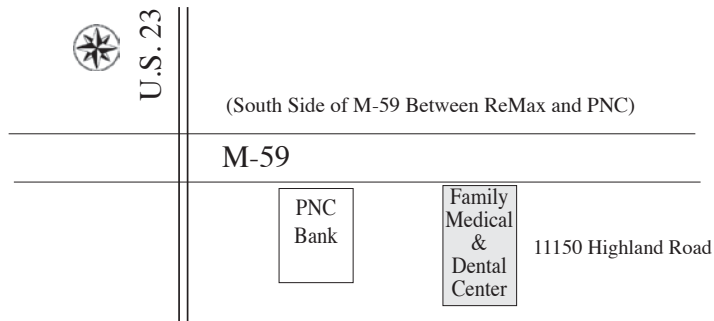 U.S. 23
(South Side of M-59 Between ReMax and PNC)
M-59
PNC
Bank
Family
Medical
&
Dental
Center
11150 Highland Road